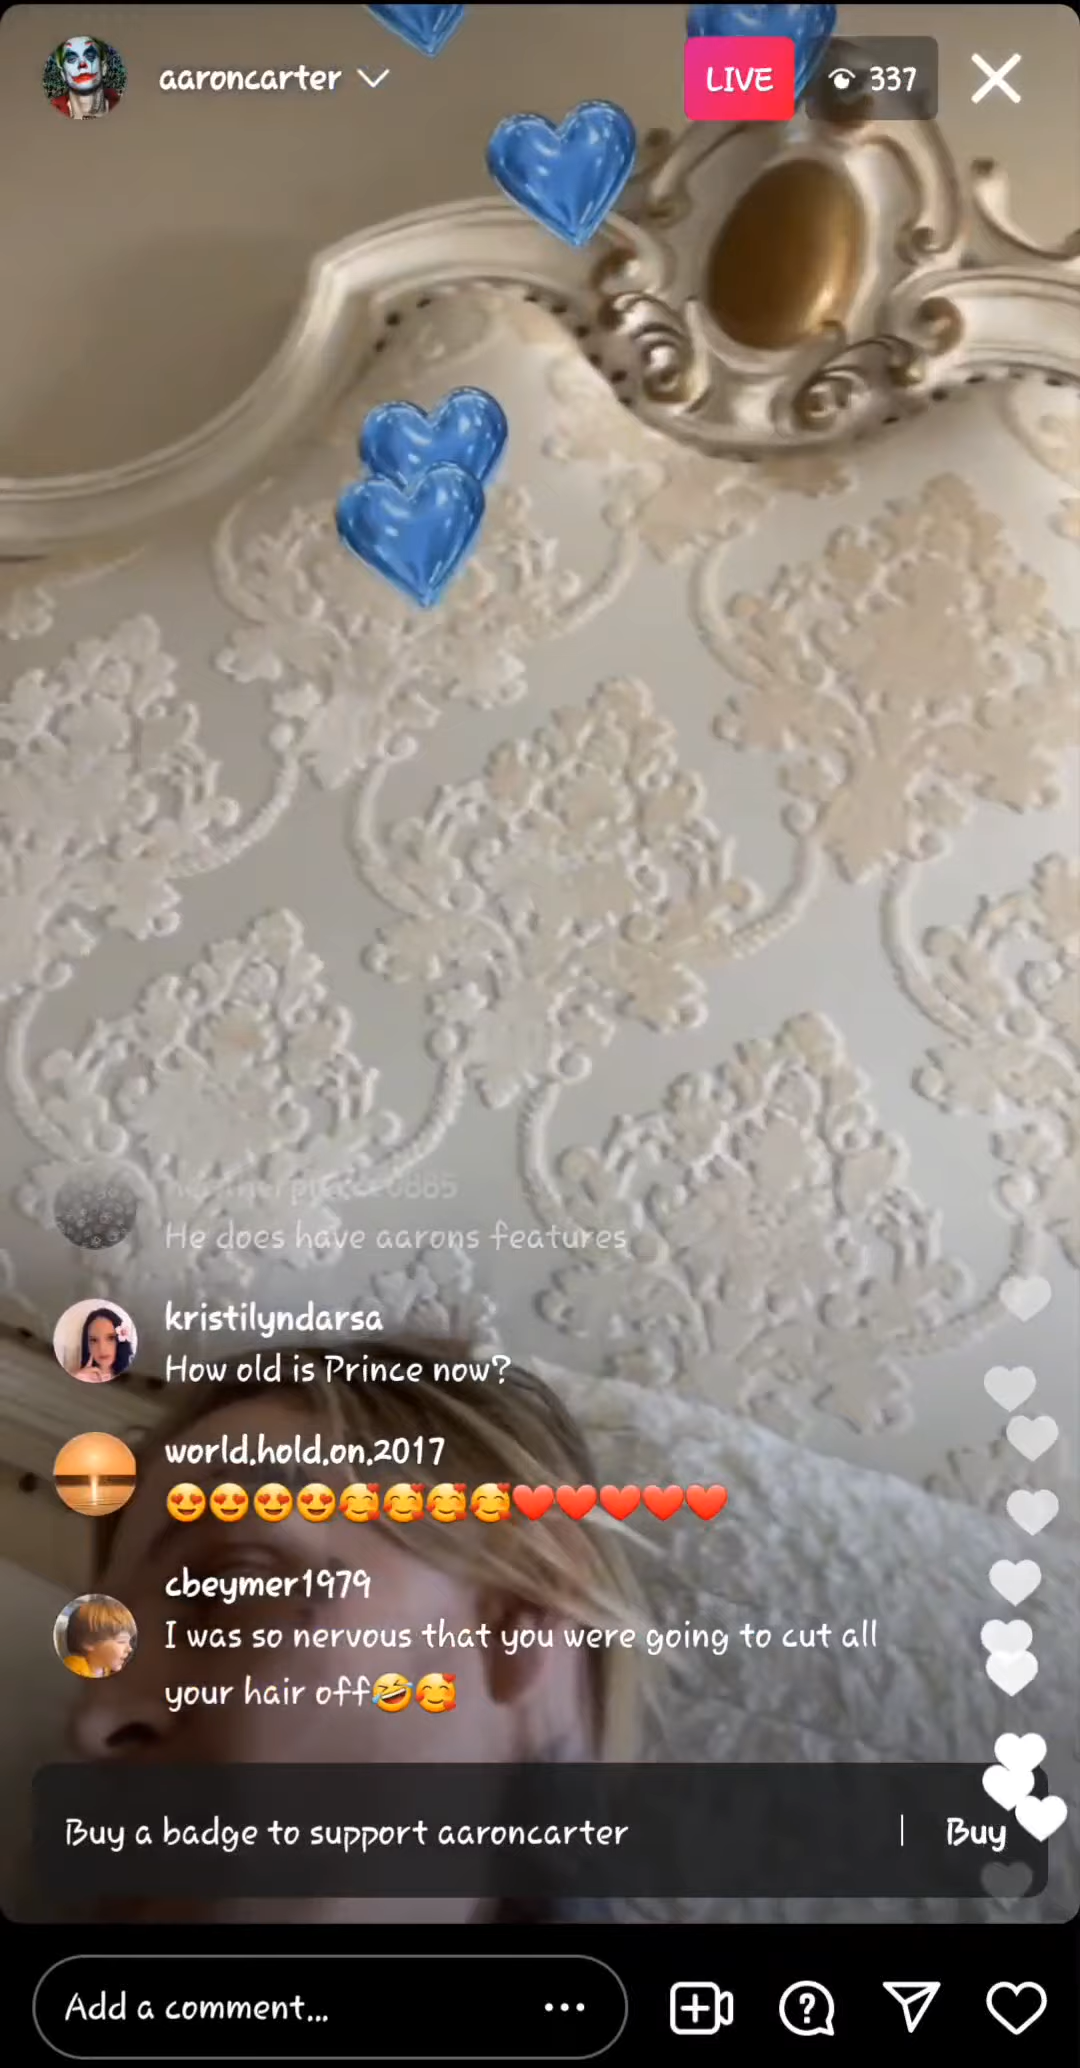 aaroncarter
LIVE
337
He does have aarons features
kristilyndarsa
How old is Prince now?
world.hold.on.2017
😍😍😍😍🥰🥰🥰🥰❤️❤️❤️❤️❤️
cbeymer1979
I was so nervous that you were going to cut all
your hair off🤣🥰
Buy a badge to support aaroncarter | Buy
Add a comment...